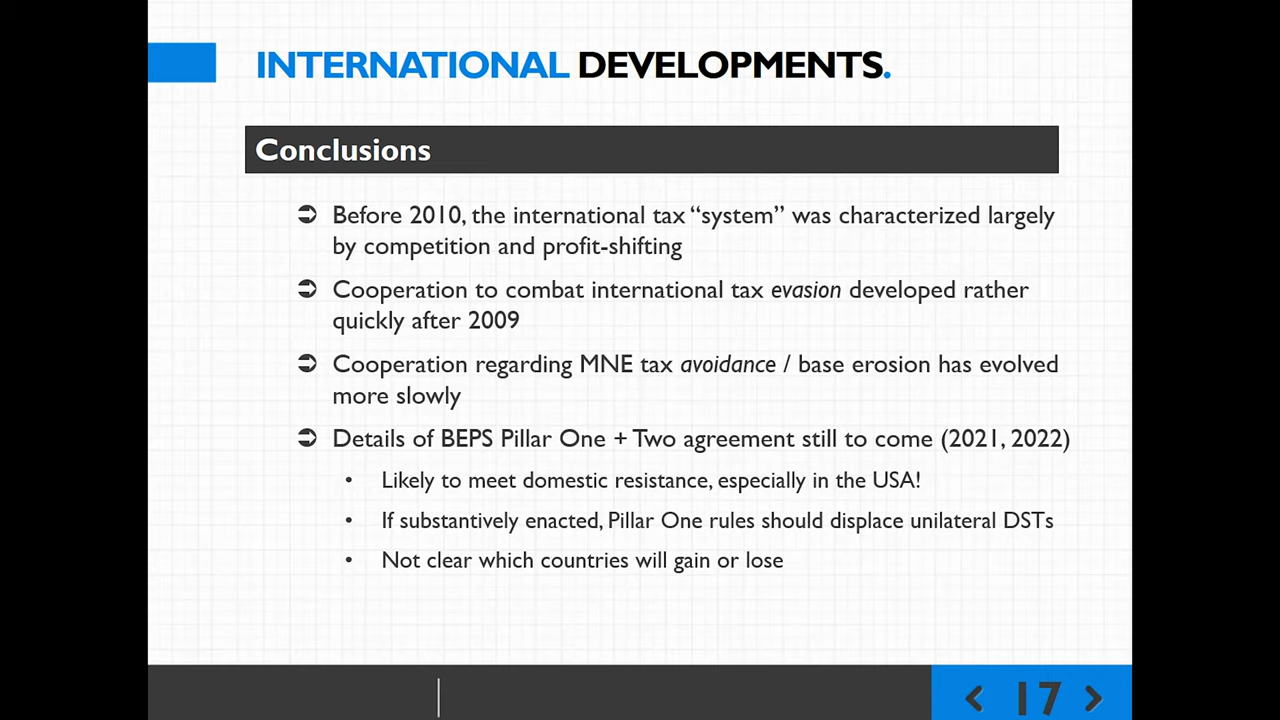 INTERNATIONAL DEVELOPMENTS.
Conclusions
➲ Before 2010, the international tax “system” was characterized largely
by competition and profit-shifting
➲ Cooperation to combat international tax evasion developed rather
quickly after 2009
➲ Cooperation regarding MNE tax avoidance / base erosion has evolved
more slowly
➲ Details of BEPS Pillar One + Two agreement still to come (2021, 2022)
• Likely to meet domestic resistance, especially in the USA!
• If substantively enacted, Pillar One rules should displace unilateral DSTs
• Not clear which countries will gain or lose
< 17 >